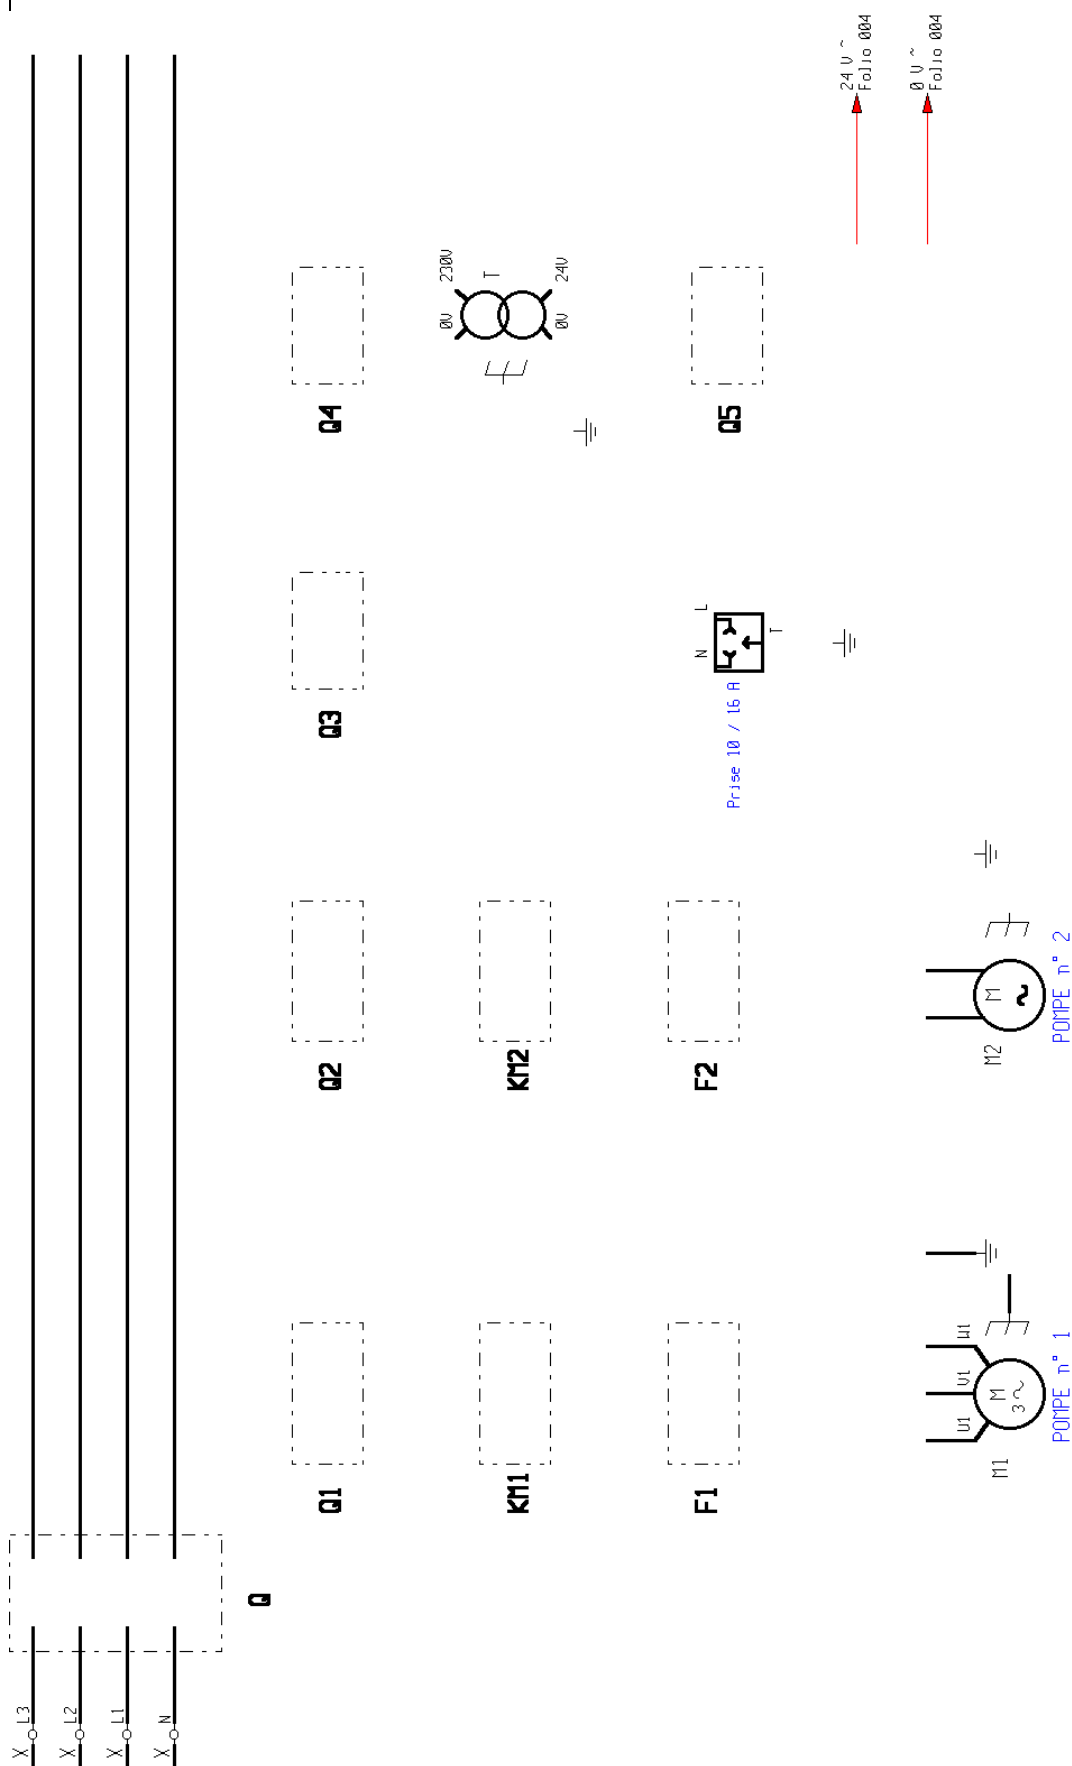 X L3
X L2
X L1
X N
Q
Q1
Q2
Q3
Q4
0V
230V
T
KM1
KM2
0V
24V
F1
F2
N
L
Prise 10 / 16 A
T
Q5
24 V ~
Folio 004
0 V ~
Folio 004
U1
V1
W1
M1
M
3 ~
POMPE n° 1
M2
M
~
POMPE n° 2